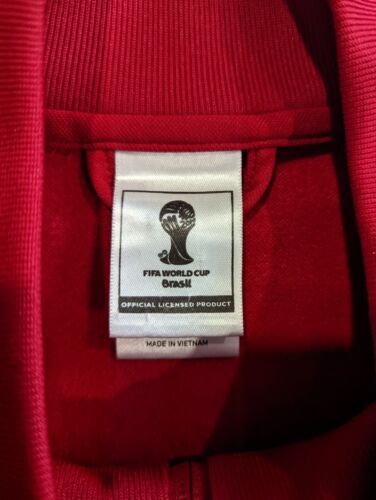 FIFA WORLD CUP
Brasil
OFFICIAL LICENSED PRODUCT
MADE IN VIETNAM